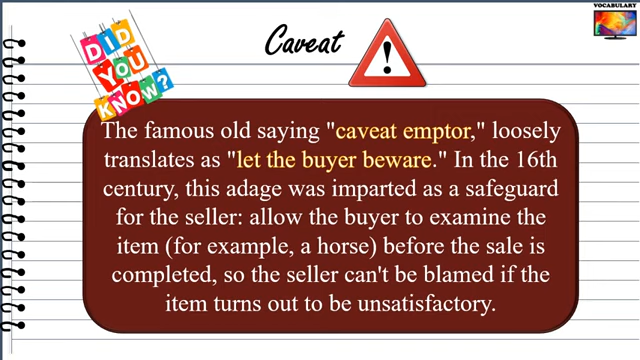 VOCABULARY
DID
YOU
KNOW?
Caveat
!
The famous old saying "caveat emptor," loosely
translates as "let the buyer beware." In the 16th
century, this adage was imparted as a safeguard
for the seller: allow the buyer to examine the
item (for example, a horse) before the sale is
completed, so the seller can't be blamed if the
item turns out to be unsatisfactory.